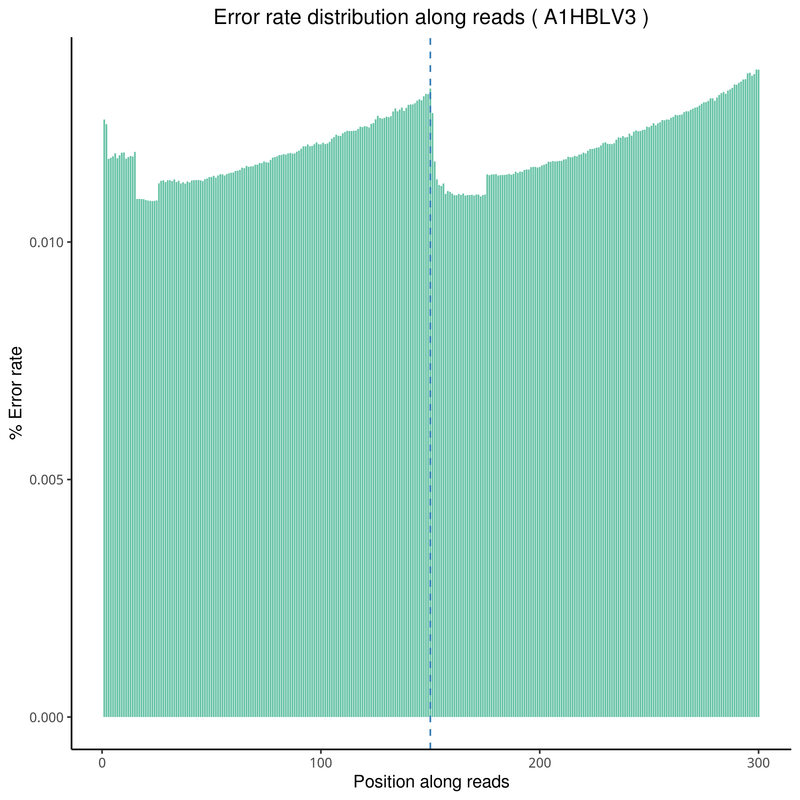 Error rate distribution along reads ( A1HBLV3 )
% Error rate
0.010
0.005
0.000
0 100 200 300
Position along reads